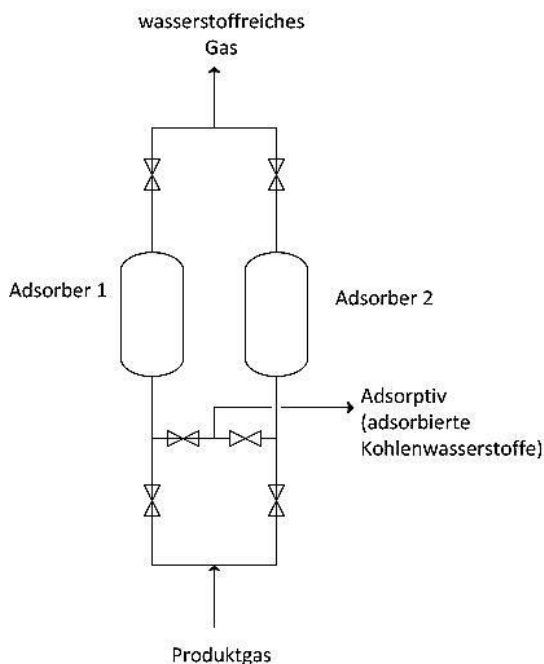 wasserstoffreiches
Gas
Adsorber 1
Adsorber 2
Adsorptiv
(adsorbierte
Kohlenwasserstoffe)
Produktgas